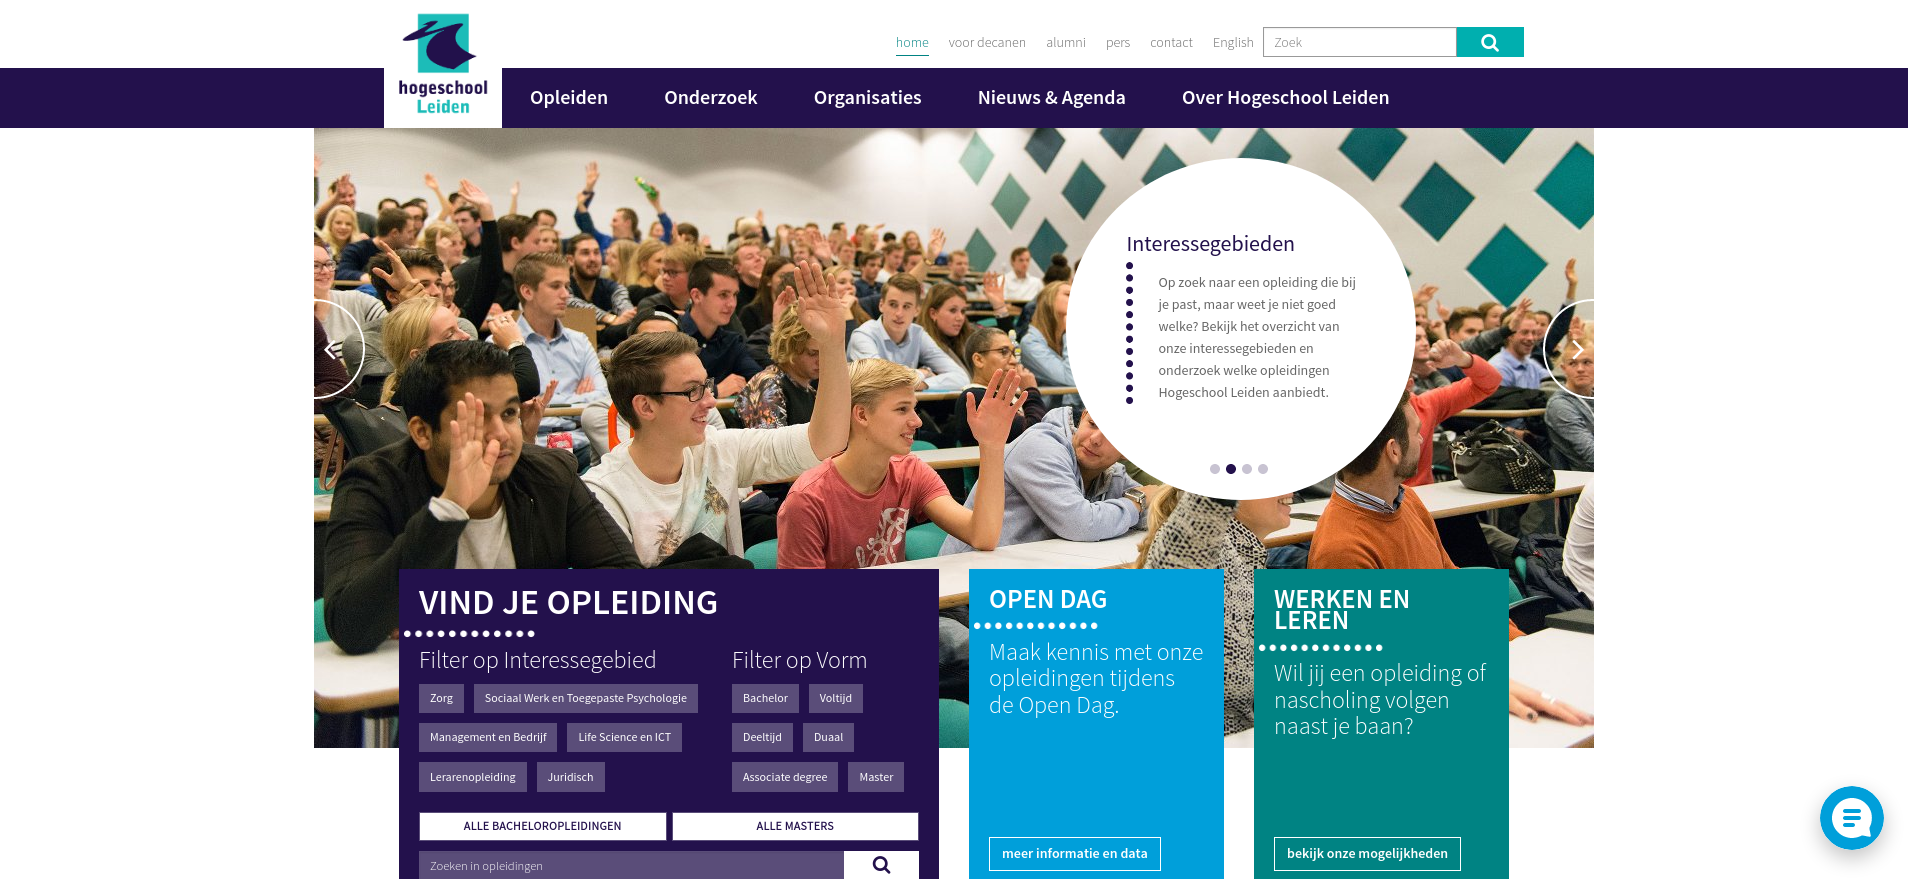 home voor decanen alumni pers contact English Zoek
hogeschool
Leiden
Opleiden Onderzoek Organisaties Nieuws & Agenda Over Hogeschool Leiden
Interessegebieden
Op zoek naar een opleiding die bij
je past, maar weet je niet goed
welke? Bekijk het overzicht van
onze interessegebieden en
onderzoek welke opleidingen
Hogeschool Leiden aanbiedt.
VIND JE OPLEIDING
Filter op Interessegebied
Zorg Sociaal Werk en Toegepaste Psychologie
Management en Bedrijf Life Science en ICT
Lerarenopleiding Juridisch
Filter op Vorm
Bachelor Voltijd
Deeltijd Duaal
Associate degree Master
ALLE BACHELOROPLEIDINGEN ALLE MASTERS
Zoeken in opleidingen
OPEN DAG
Maak kennis met onze
opleidingen tijdens
de Open Dag.
meer informatie en data
WERKEN EN
LEREN
Wil jij een opleiding of
nascholing volgen
naast je baan?
bekijk onze mogelijkheden